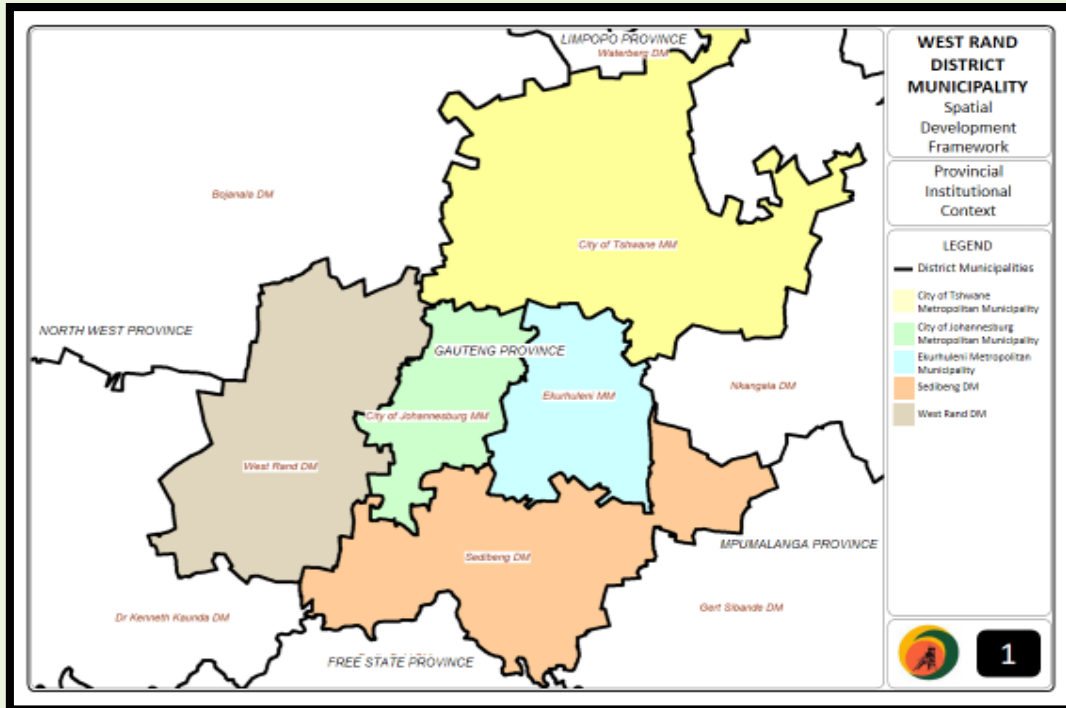 LIMPOPO PROVINCE
Waterberg DM
Bojanala DM
City of Tshwane MM
NORTH WEST PROVINCE
GAUTENG PROVINCE
Nkangala DM
Ekurhuleni MM
City of Johannesburg MM
West Rand DM
MPUMALANGA PROVINCE
Sedibeng DM
Gert Sibande DM
Dr Kenneth Kaunda DM
FREE STATE PROVINCE
WEST RAND
DISTRICT
MUNICIPALITY
Spatial
Development
Framework
Provincial
Institutional
Context
LEGEND
District Municipalities
City of Tshwane
Metropolitan Municipality
City of Johannesburg
Metropolitan Municipality
Ekurhuleni Metropolitan
Municipality
Sedibeng DM
West Rand DM
1